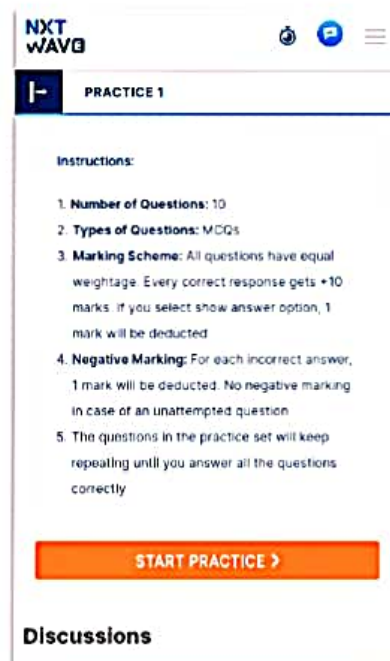 NXT
WAVE
PRACTICE 1
Instructions:
1. Number of Questions: 10
2. Types of Questions: MCQs
3. Marking Scheme: All questions have equal
weightage. Every correct response gets +10
marks. If you select show answer option, 1
mark will be deducted
4. Negative Marking: For each incorrect answer,
1 mark will be deducted. No negative marking
in case of an unattempted question
5. The questions in the practice set will keep
repeating until you answer all the questions
correctly
START PRACTICE >
Discussions